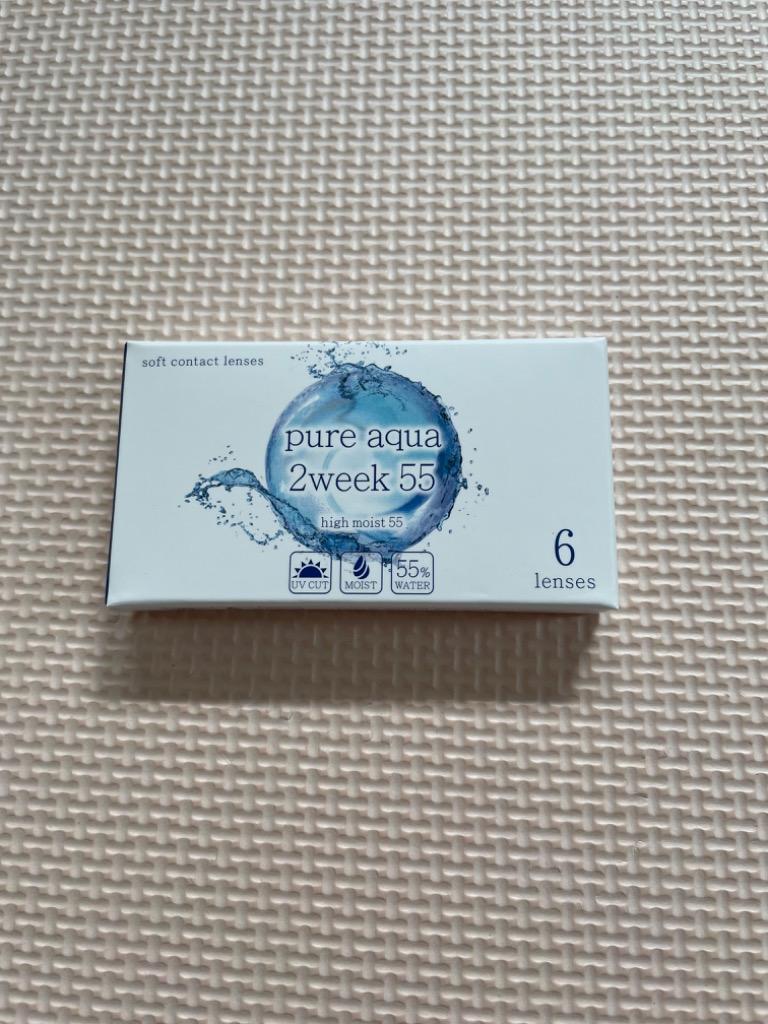 soft contact lenses
pure aqua
2week 55
high moist 55
UV CUT
MOIST
55%
WATER
6
lenses